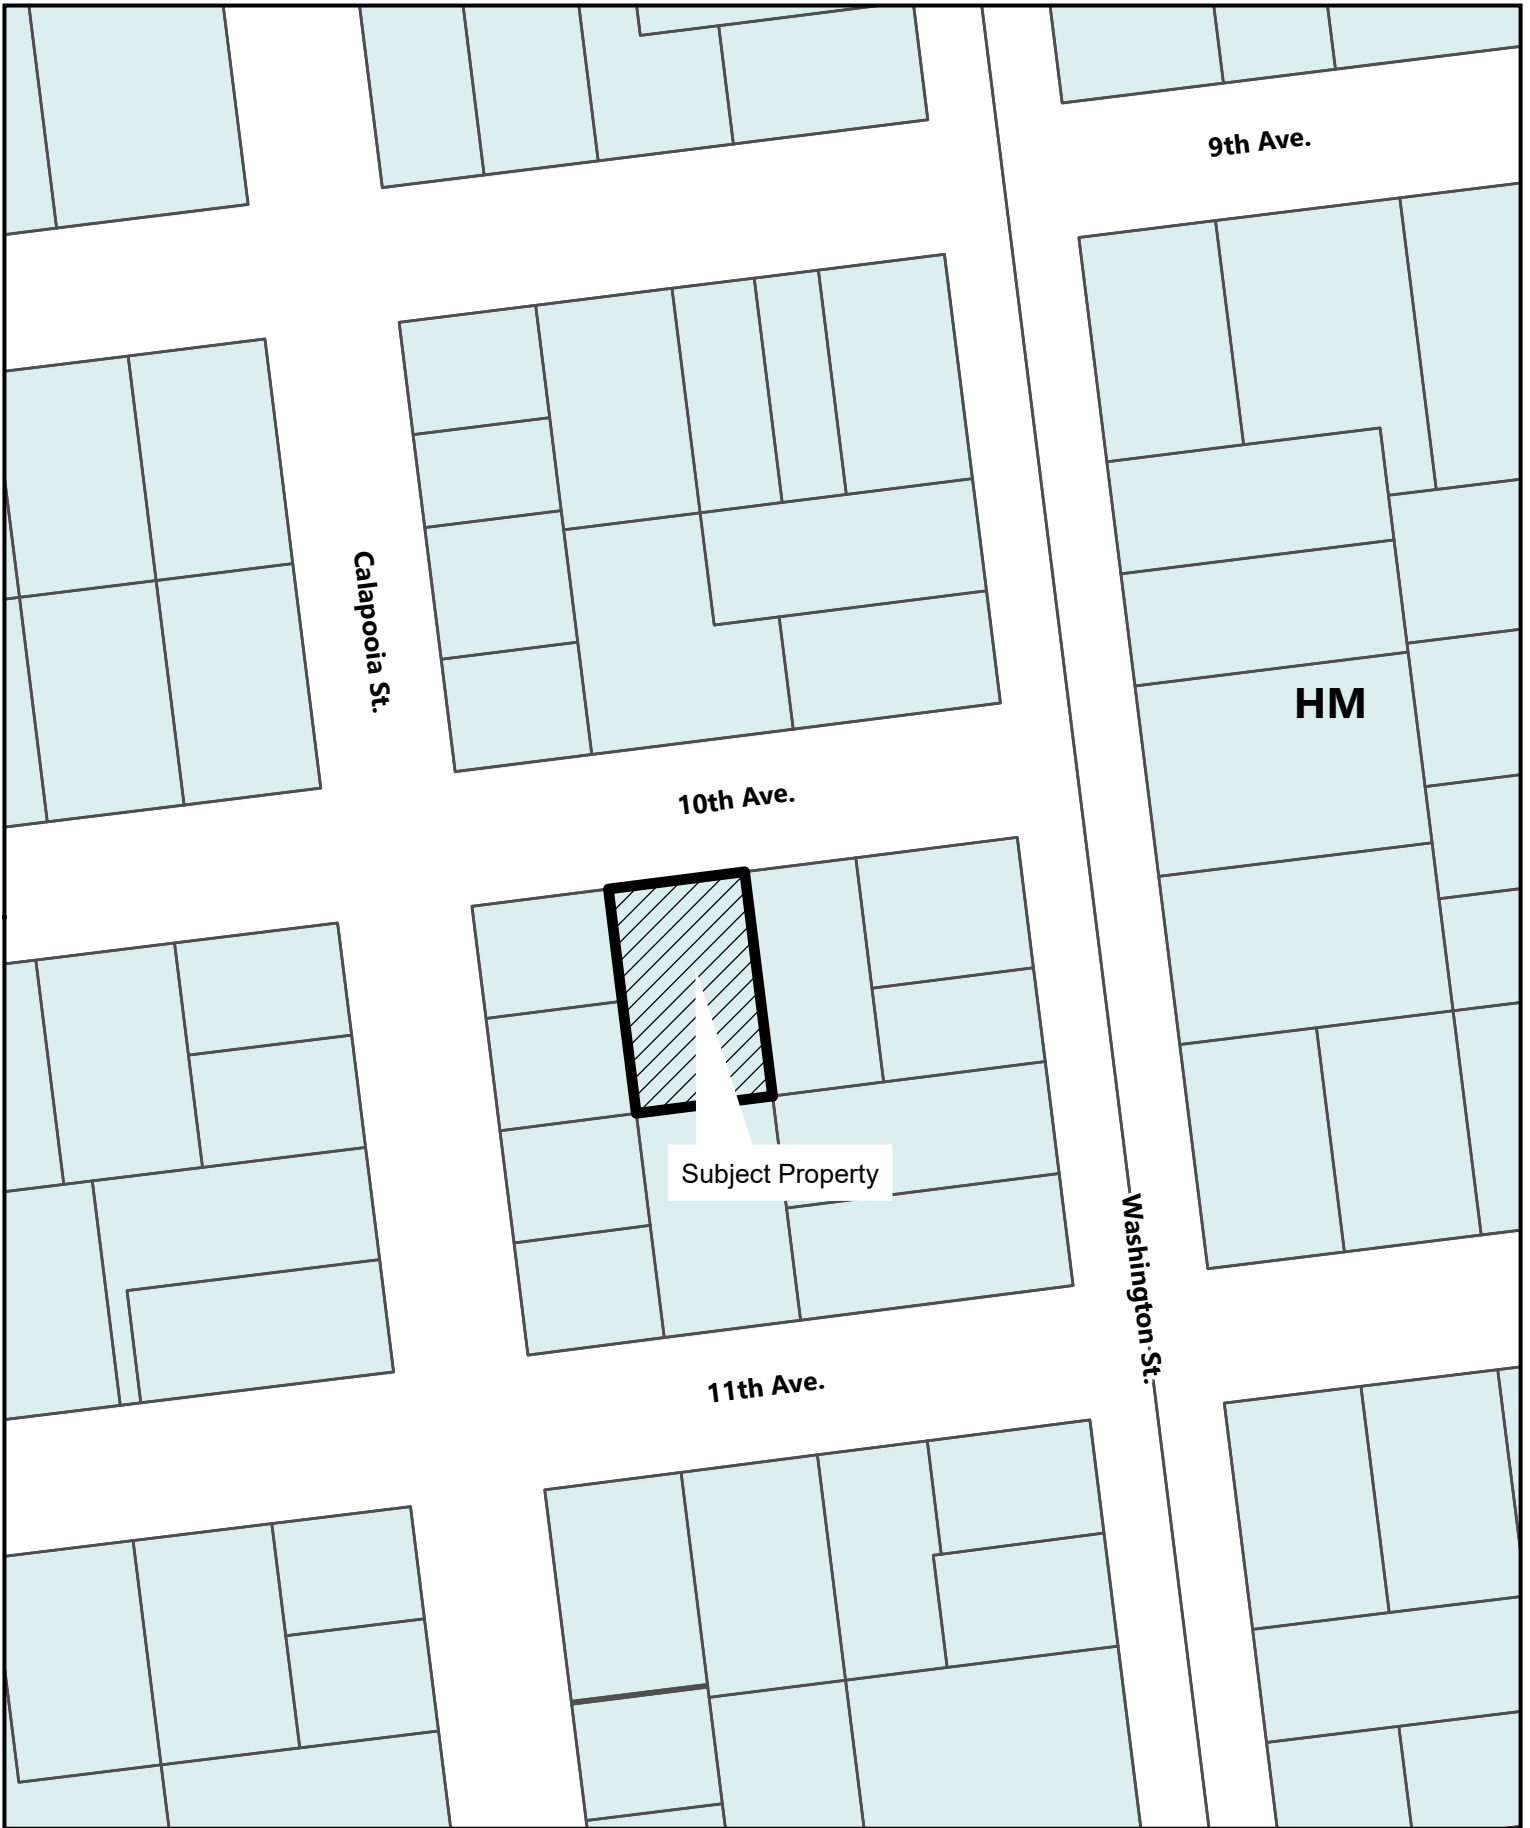 9th Ave.
Calapooia St.
HM
10th Ave.
Subject Property
Washington St.
11th Ave.